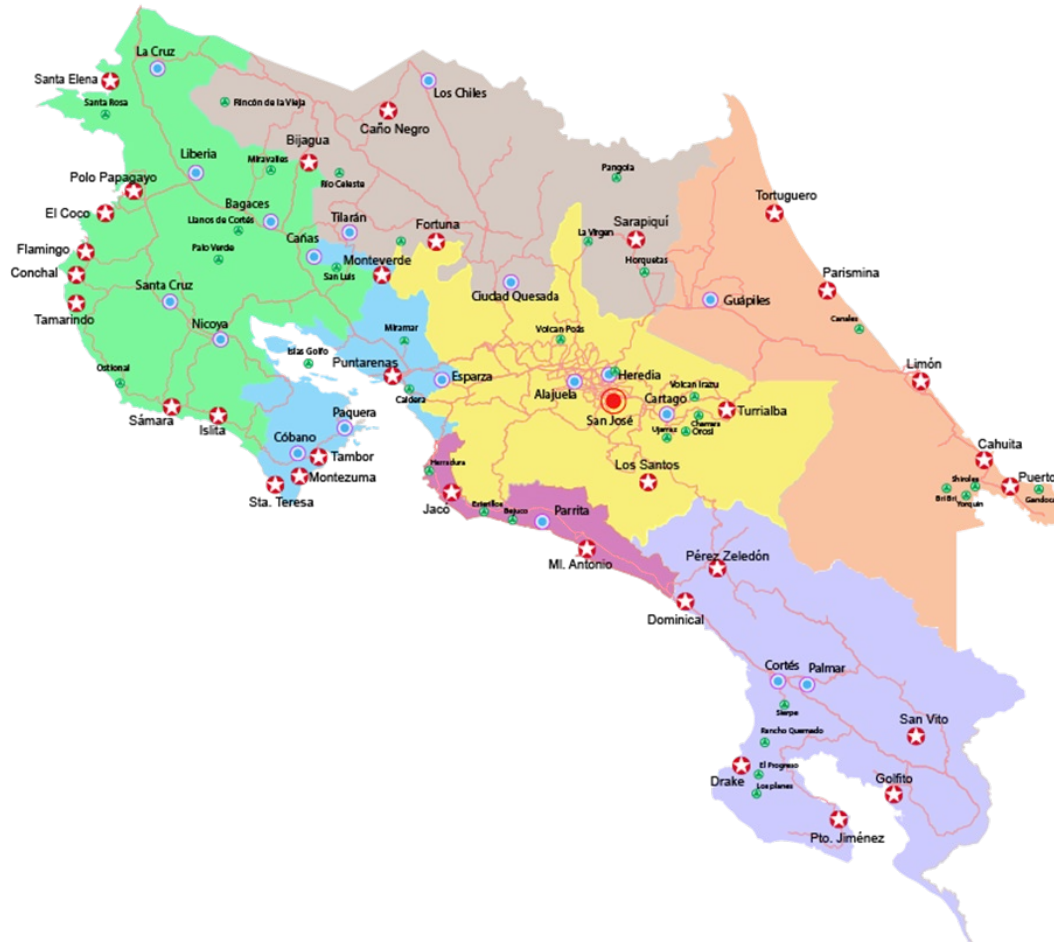 La Cruz
Santa Elena
Santa Rosa
Rincón de la Vieja
Los Chiles
Caño Negro
Liberia
Miravalles
Bijagua
Río Celeste
Pangola
Polo Papagayo
El Coco
Bagaces
Llanos de Cortés
Tilarán
Fortuna
La Virgen
Sarapiquí
Tortuguero
Flamingo
Palo Verde
Cañas
San Luis
Monteverde
Horquetas
Conchal
Santa Cruz
Ciudad Quesada
Guápiles
Parismina
Tamarindo
Nicoya
Miramar
Volcan Poás
Canales
Ostional
Islas Golfo
Puntarenas
Esparza
Caldera
Alajuela
Heredia
Volcan Irazu
Limón
Sámara
Islita
Paquera
San José
Cartago
Turrialba
Ujarras
Orosi
Cóbano
Tambor
Montezuma
Sta. Teresa
Herradura
Jacó
Los Santos
Cahuita
Shiroles
Bri Bri
Yorquin
Puerto
Gandoca
Esterillos
Bejuco
Parrita
Ml. Antonio
Pérez Zeledón
Dominical
Cortés
Palmar
Sierpe
San Vito
Rancho Quemado
Drake
El Progreso
Los planes
Golfito
Pto. Jiménez